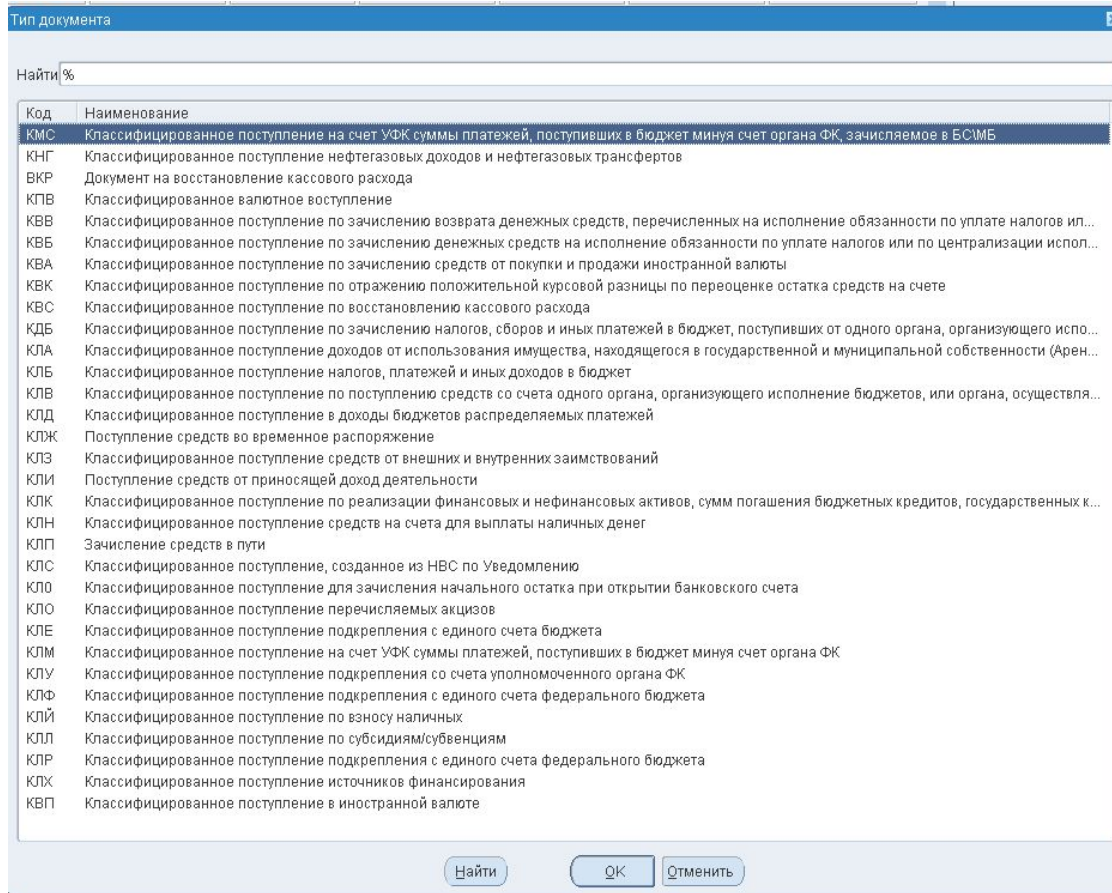 Тип документа
Найти %
Код Наименование
КМС Классифицированное поступление на счет УФК суммы платежей, поступивших в бюджет минуя счет органа ФК, зачисляемое в БС\МБ
КНГ Классифицированное поступление нефтегазовых доходов и нефтегазовых трансфертов
ВКР Документ на восстановление кассового расхода
КПВ Классифицированное валютное воступление
КВВ Классифицированное поступление по зачислению возврата денежных средств, перечисленных на исполнение обязанности по уплате налогов ил...
КВБ Классифицированное поступление по зачислению денежных средств на исполнение обязанности по уплате налогов или по централизации испол...
КВА Классифицированное поступление по зачислению средств от покупки и продажи иностранной валюты
КВК Классифицированное поступление по отражению положительной курсовой разницы по переоценке остатка средств на счете
КВС Классифицированное поступление по восстановлению кассового расхода
КДБ Классифицированное поступление по зачислению налогов, сборов и иных платежей в бюджет, поступивших от одного органа, организующего испо...
КЛА Классифицированное поступление доходов от использования имущества, находящегося в государственной и муниципальной собственности (Арен...
КЛБ Классифицированное поступление налогов, платежей и иных доходов в бюджет
КЛВ Классифицированное поступление по поступлению средств со счета одного органа, организующего исполнение бюджетов, или органа, осуществля...
КЛД Классифицированное поступление в доходы бюджетов распределяемых платежей
КЛЖ Поступление средств во временное распоряжение
КЛЗ Классифицированное поступление средств от внешних и внутренних заимствований
КЛИ Поступление средств от приносящей доход деятельности
КЛК Классифицированное поступление по реализации финансовых и нефинансовых активов, сумм погашения бюджетных кредитов, государственных к...
КЛН Классифицированное поступление средств на счета для выплаты наличных денег
КЛП Зачисление средств в пути
КЛС Классифицированное поступление, созданное из НВС по Уведомлению
КЛ0 Классифицированное поступление для зачисления начального остатка при открытии банковского счета
КЛО Классифицированное поступление перечисляемых акцизов
КЛЕ Классифицированное поступление подкрепления с единого счета бюджета
КЛМ Классифицированное поступление на счет УФК суммы платежей, поступивших в бюджет минуя счет органа ФК
КЛУ Классифицированное поступление подкрепления со счета уполномоченного органа ФК
КЛФ Классифицированное поступление подкрепления с единого счета федерального бюджета
КЛЙ Классифицированное поступление по взносу наличных
КЛЛ Классифицированное поступление по субсидиям/субвенциям
КЛР Классифицированное поступление подкрепления с единого счета федерального бюджета
КЛХ Классифицированное поступление источников финансирования
КВП Классифицированное поступление в иностранной валюте
Найти OK Отменить